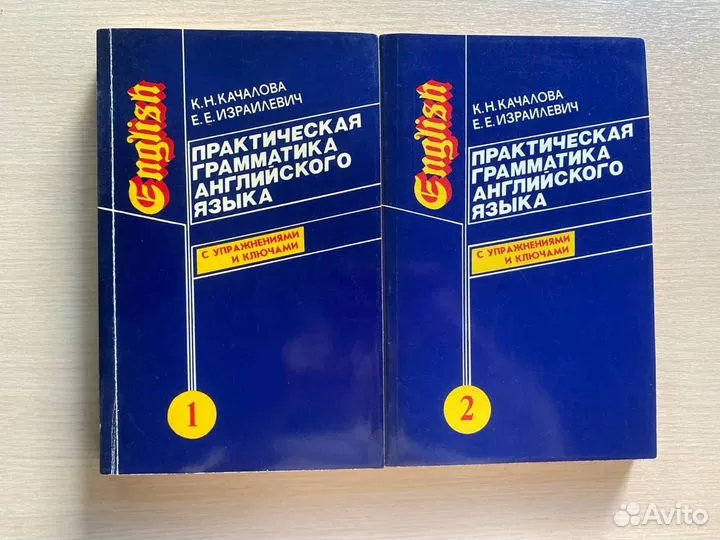 English
К.Н.КАЧАЛОВА
Е.Е.ИЗРАИЛЕВИЧ
ПРАКТИЧЕСКАЯ
ГРАММАТИКА
АНГЛИЙСКОГО
ЯЗЫКА
С УПРАЖНЕНИЯМИ
И КЛЮЧАМИ
1
English
К.Н.КАЧАЛОВА
Е.Е.ИЗРАИЛЕВИЧ
ПРАКТИЧЕСКАЯ
ГРАММАТИКА
АНГЛИЙСКОГО
ЯЗЫКА
С УПРАЖНЕНИЯМИ
И КЛЮЧАМИ
2
Avito